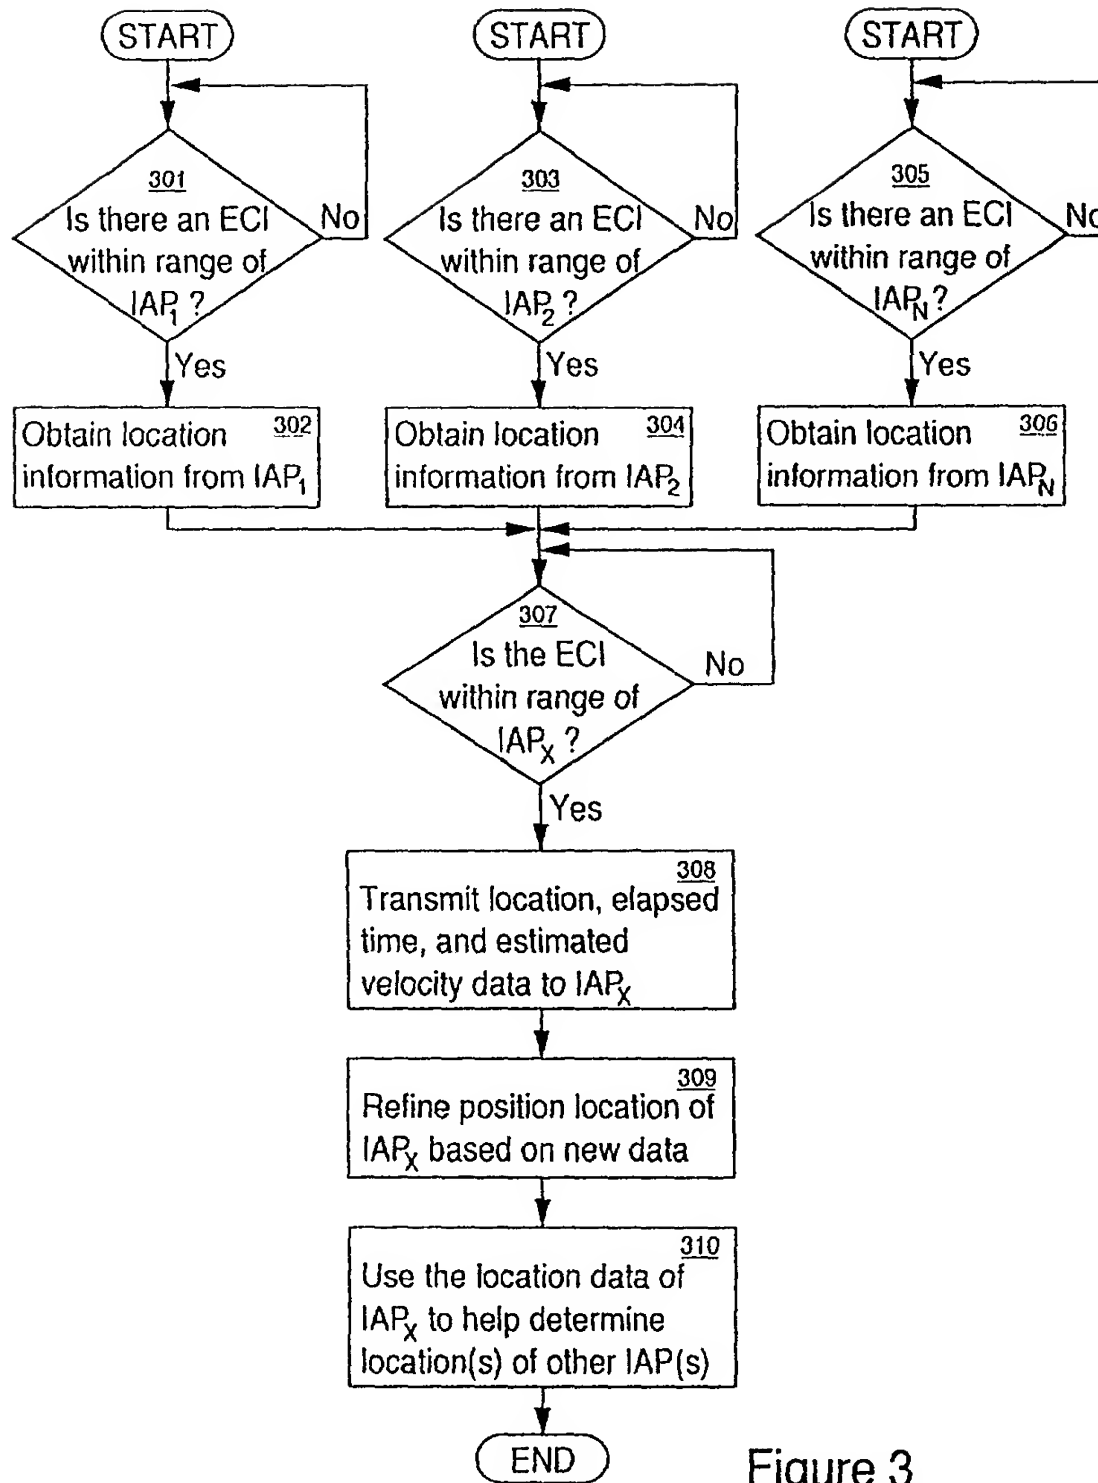 START
START
START
301
Is there an ECI
within range of
IAP1 ?
No
303
Is there an ECI
within range of
IAP2 ?
No
305
Is there an ECI
within range of
IAPN ?
No
Yes
Yes
Yes
302
Obtain location
information from IAP1
304
Obtain location
information from IAP2
306
Obtain location
information from IAPN
307
Is the ECI
within range of
IAPX ?
No
Yes
308
Transmit location, elapsed
time, and estimated
velocity data to IAPX
309
Refine position location of
IAPX based on new data
310
Use the location data of
IAPX to help determine
location(s) of other IAP(s)
END
Figure 3